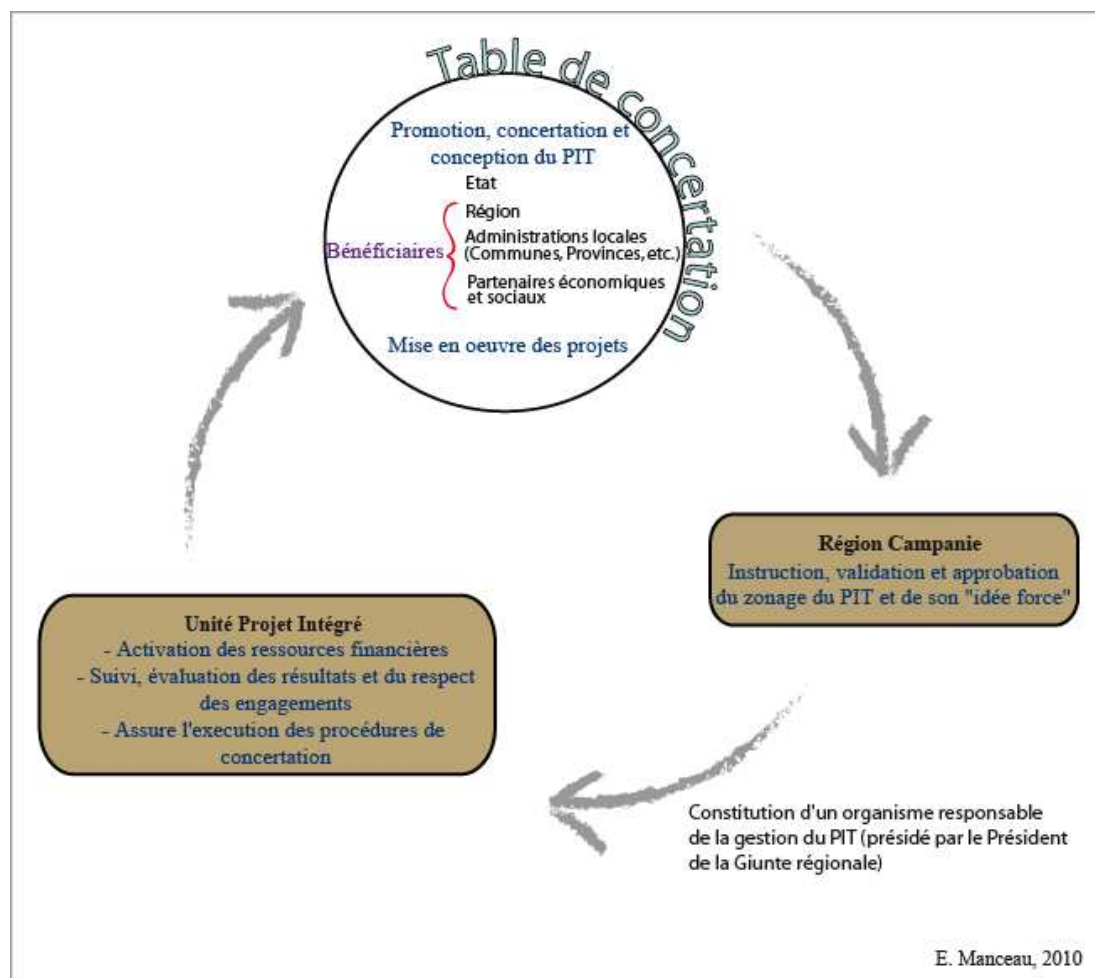 Table de concertation
Promotion, concertation et
conception du PIT
Etat
Région
Bénéficiaires
Administrations locales
(Communes, Provinces, etc.)
Partenaires économiques
et sociaux
Mise en oeuvre des projets
Région Campanie
Instruction, validation et approbation
du zonage du PIT et de son "idée force"
Unité Projet Intégré
- Activation des ressources financières
- Suivi, évaluation des résultats et du respect
des engagements
- Assure l'execution des procédures de
concertation
Constitution d'un organisme responsable
de la gestion du PIT (présidé par le Président
de la Giunte régionale)
E. Manceau, 2010